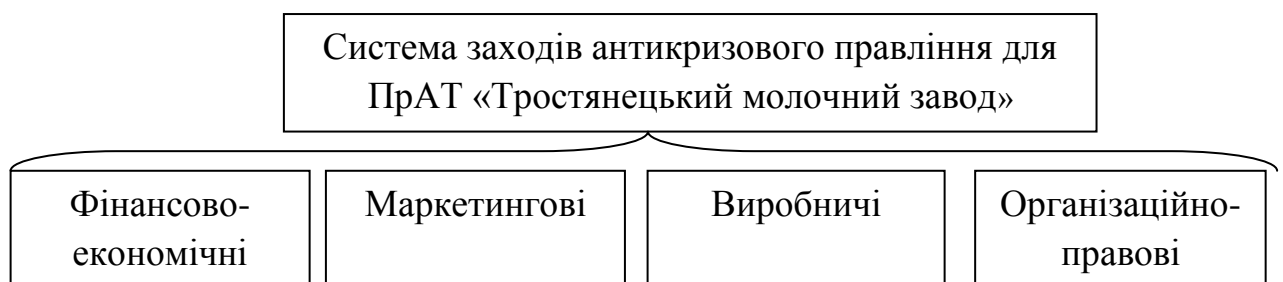 Система заходів антикризового правління для
ПрАТ «Тростянецький молочний завод»
Фінансово-
економічні
Маркетингові
Виробничі
Організаційно-
правові